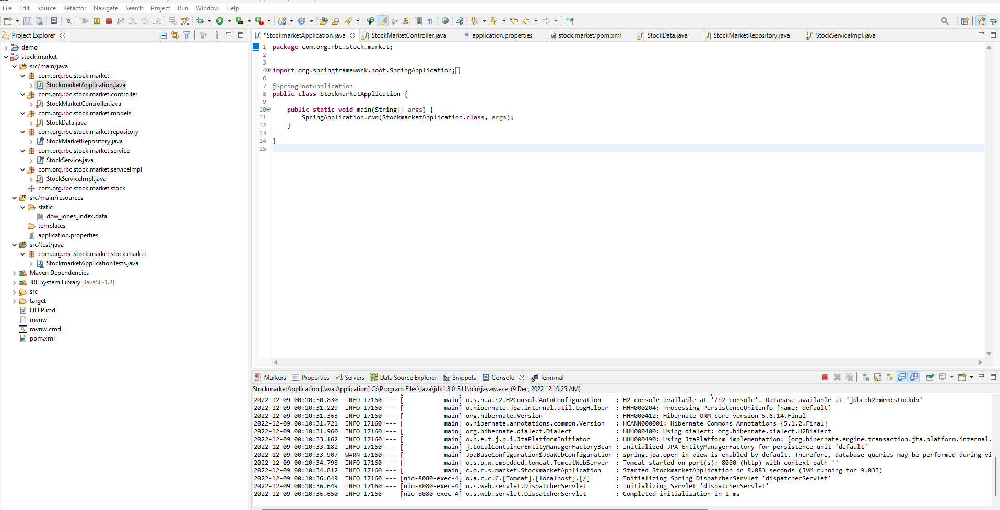 File Edit Source Refactor Navigate Search Project Run Window Help
Project Explorer
demo
stock.market
src/main/java
com.org.rbc.stock.market
StockmarketApplication.java
com.org.rbc.stock.market.controller
StockMarketController.java
com.org.rbc.stock.market.models
StockData.java
com.org.rbc.stock.market.repository
StockMarketRepository.java
com.org.rbc.stock.market.service
StockService.java
com.org.rbc.stock.market.serviceImpl
StockServiceImpl.java
com.org.rbc.stock.market.stock
src/main/resources
static
dow_jones_index.data
templates
application.properties
src/test/java
com.org.rbc.stock.market.stock.market
StockmarketApplicationTests.java
Maven Dependencies
JRE System Library [JavaSE-1.8]
src
target
HELP.md
mvnw
mvnw.cmd
pom.xml
*StockmarketApplication.java StockMarketController.java application.properties stock.market/pom.xml StockData.java StockMarketRepository.java StockServiceImpl.java
1 package com.org.rbc.stock.market;
2
3
4 import org.springframework.boot.SpringApplication;
6
7 @SpringBootApplication
8 public class StockmarketApplication {
9
10 public static void main(String[] args) {
11 SpringApplication.run(StockmarketApplication.class, args);
12 }
13
14 }
15
Markers Properties Servers Data Source Explorer Snippets Console Terminal
StockmarketApplication [Java Application] C:\Program Files\Java\jdk1.8.0_311\bin\javaw.exe (9 Dec, 2022 12:10:25 AM)
2022-12-09 00:10:30.830 INFO 17160 --- [ main] o.s.b.a.h2.H2ConsoleAutoConfiguration : H2 console available at '/h2-console'. Database available at 'jdbc:h2:mem:stockdb'
2022-12-09 00:10:31.229 INFO 17160 --- [ main] o.hibernate.jpa.internal.util.LogHelper : HHH000204: Processing PersistenceUnitInfo [name: default]
2022-12-09 00:10:31.363 INFO 17160 --- [ main] org.hibernate.Version : HHH000412: Hibernate ORM core version 5.6.14.Final
2022-12-09 00:10:31.721 INFO 17160 --- [ main] o.hibernate.annotations.common.Version : HCANN000001: Hibernate Commons Annotations {5.1.2.Final}
2022-12-09 00:10:31.960 INFO 17160 --- [ main] org.hibernate.dialect.Dialect : HHH000400: Using dialect: org.hibernate.dialect.H2Dialect
2022-12-09 00:10:33.162 INFO 17160 --- [ main] o.h.e.t.j.p.i.JtaPlatformInitiator : HHH000490: Using JtaPlatform implementation: [org.hibernate.engine.transaction.jta.platform.internal.
2022-12-09 00:10:33.182 INFO 17160 --- [ main] j.LocalContainerEntityManagerFactoryBean : Initialized JPA EntityManagerFactory for persistence unit 'default'
2022-12-09 00:10:33.907 WARN 17160 --- [ main] JpaBaseConfiguration$JpaWebConfiguration : spring.jpa.open-in-view is enabled by default. Therefore, database queries may be performed during vi
2022-12-09 00:10:34.798 INFO 17160 --- [ main] o.s.b.w.embedded.tomcat.TomcatWebServer : Tomcat started on port(s): 8080 (http) with context path ''
2022-12-09 00:10:34.812 INFO 17160 --- [ main] c.o.r.s.market.StockmarketApplication : Started StockmarketApplication in 8.083 seconds (JVM running for 9.033)
2022-12-09 00:10:36.649 INFO 17160 --- [nio-8080-exec-4] o.a.c.c.C.[Tomcat].[localhost].[/] : Initializing Spring DispatcherServlet 'dispatcherServlet'
2022-12-09 00:10:36.649 INFO 17160 --- [nio-8080-exec-4] o.s.web.servlet.DispatcherServlet : Initializing Servlet 'dispatcherServlet'
2022-12-09 00:10:36.650 INFO 17160 --- [nio-8080-exec-4] o.s.web.servlet.DispatcherServlet : Completed initialization in 1 ms